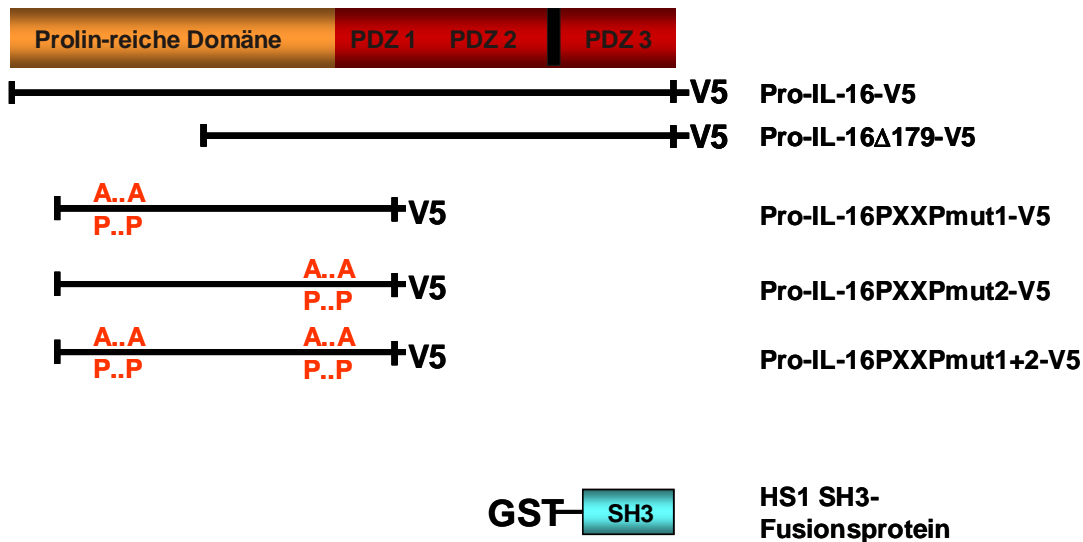 Prolin-reiche Domäne PDZ 1 PDZ 2 PDZ 3
V5 Pro-IL-16-V5
V5 Pro-IL-16Δ179-V5
A..A
V5 Pro-IL-16PXXPmut1-V5
P..P
A..A
V5 Pro-IL-16PXXPmut2-V5
P..P
A..A A..A
V5 Pro-IL-16PXXPmut1+2-V5
P..P P..P
GST SH3 HS1 SH3-
Fusionsprotein